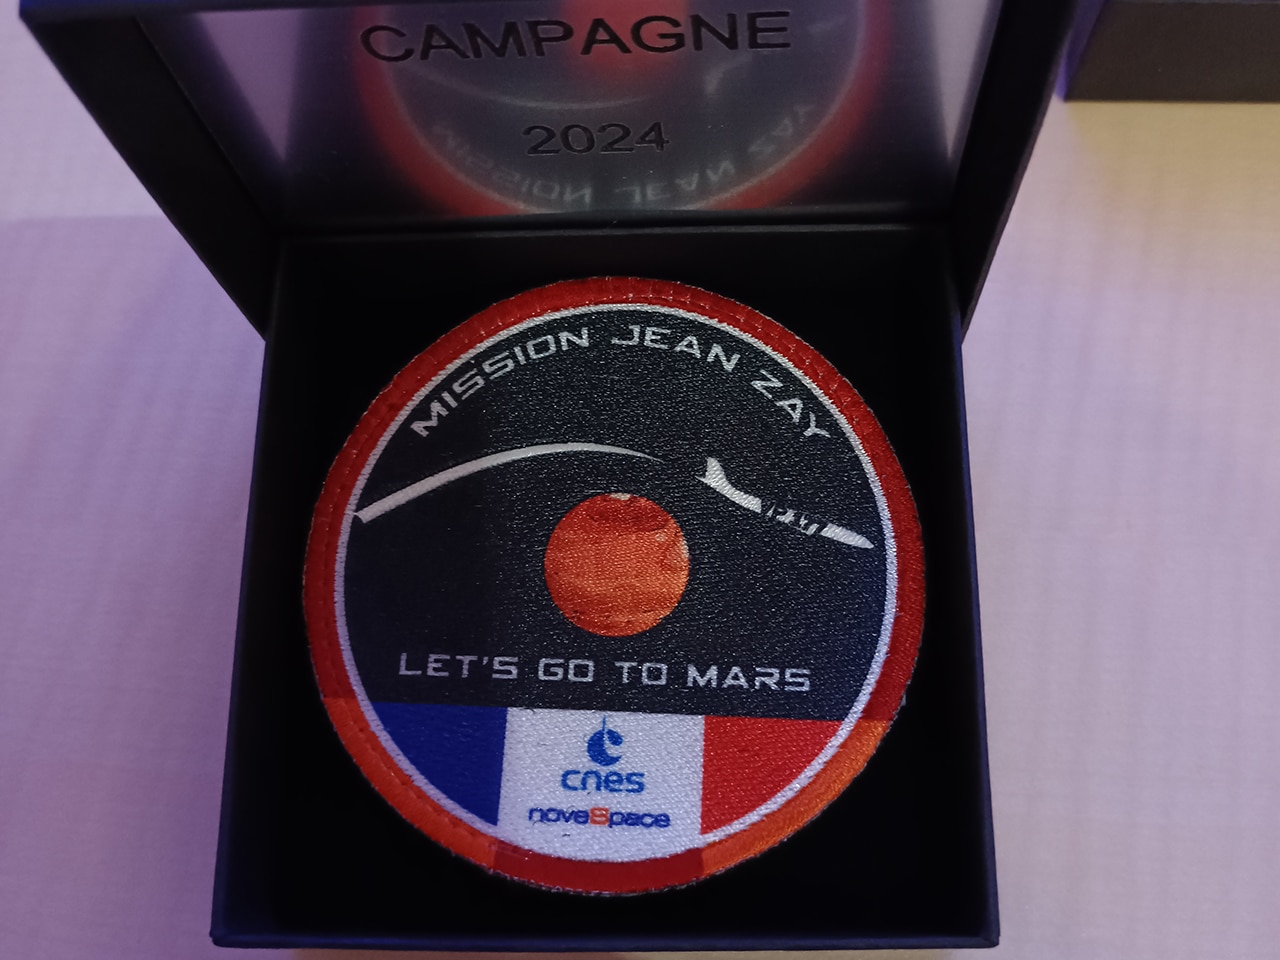 CAMPAGNE
2024
MISSION JEAN ZAY
LET'S GO TO MARS
cnes
novespace